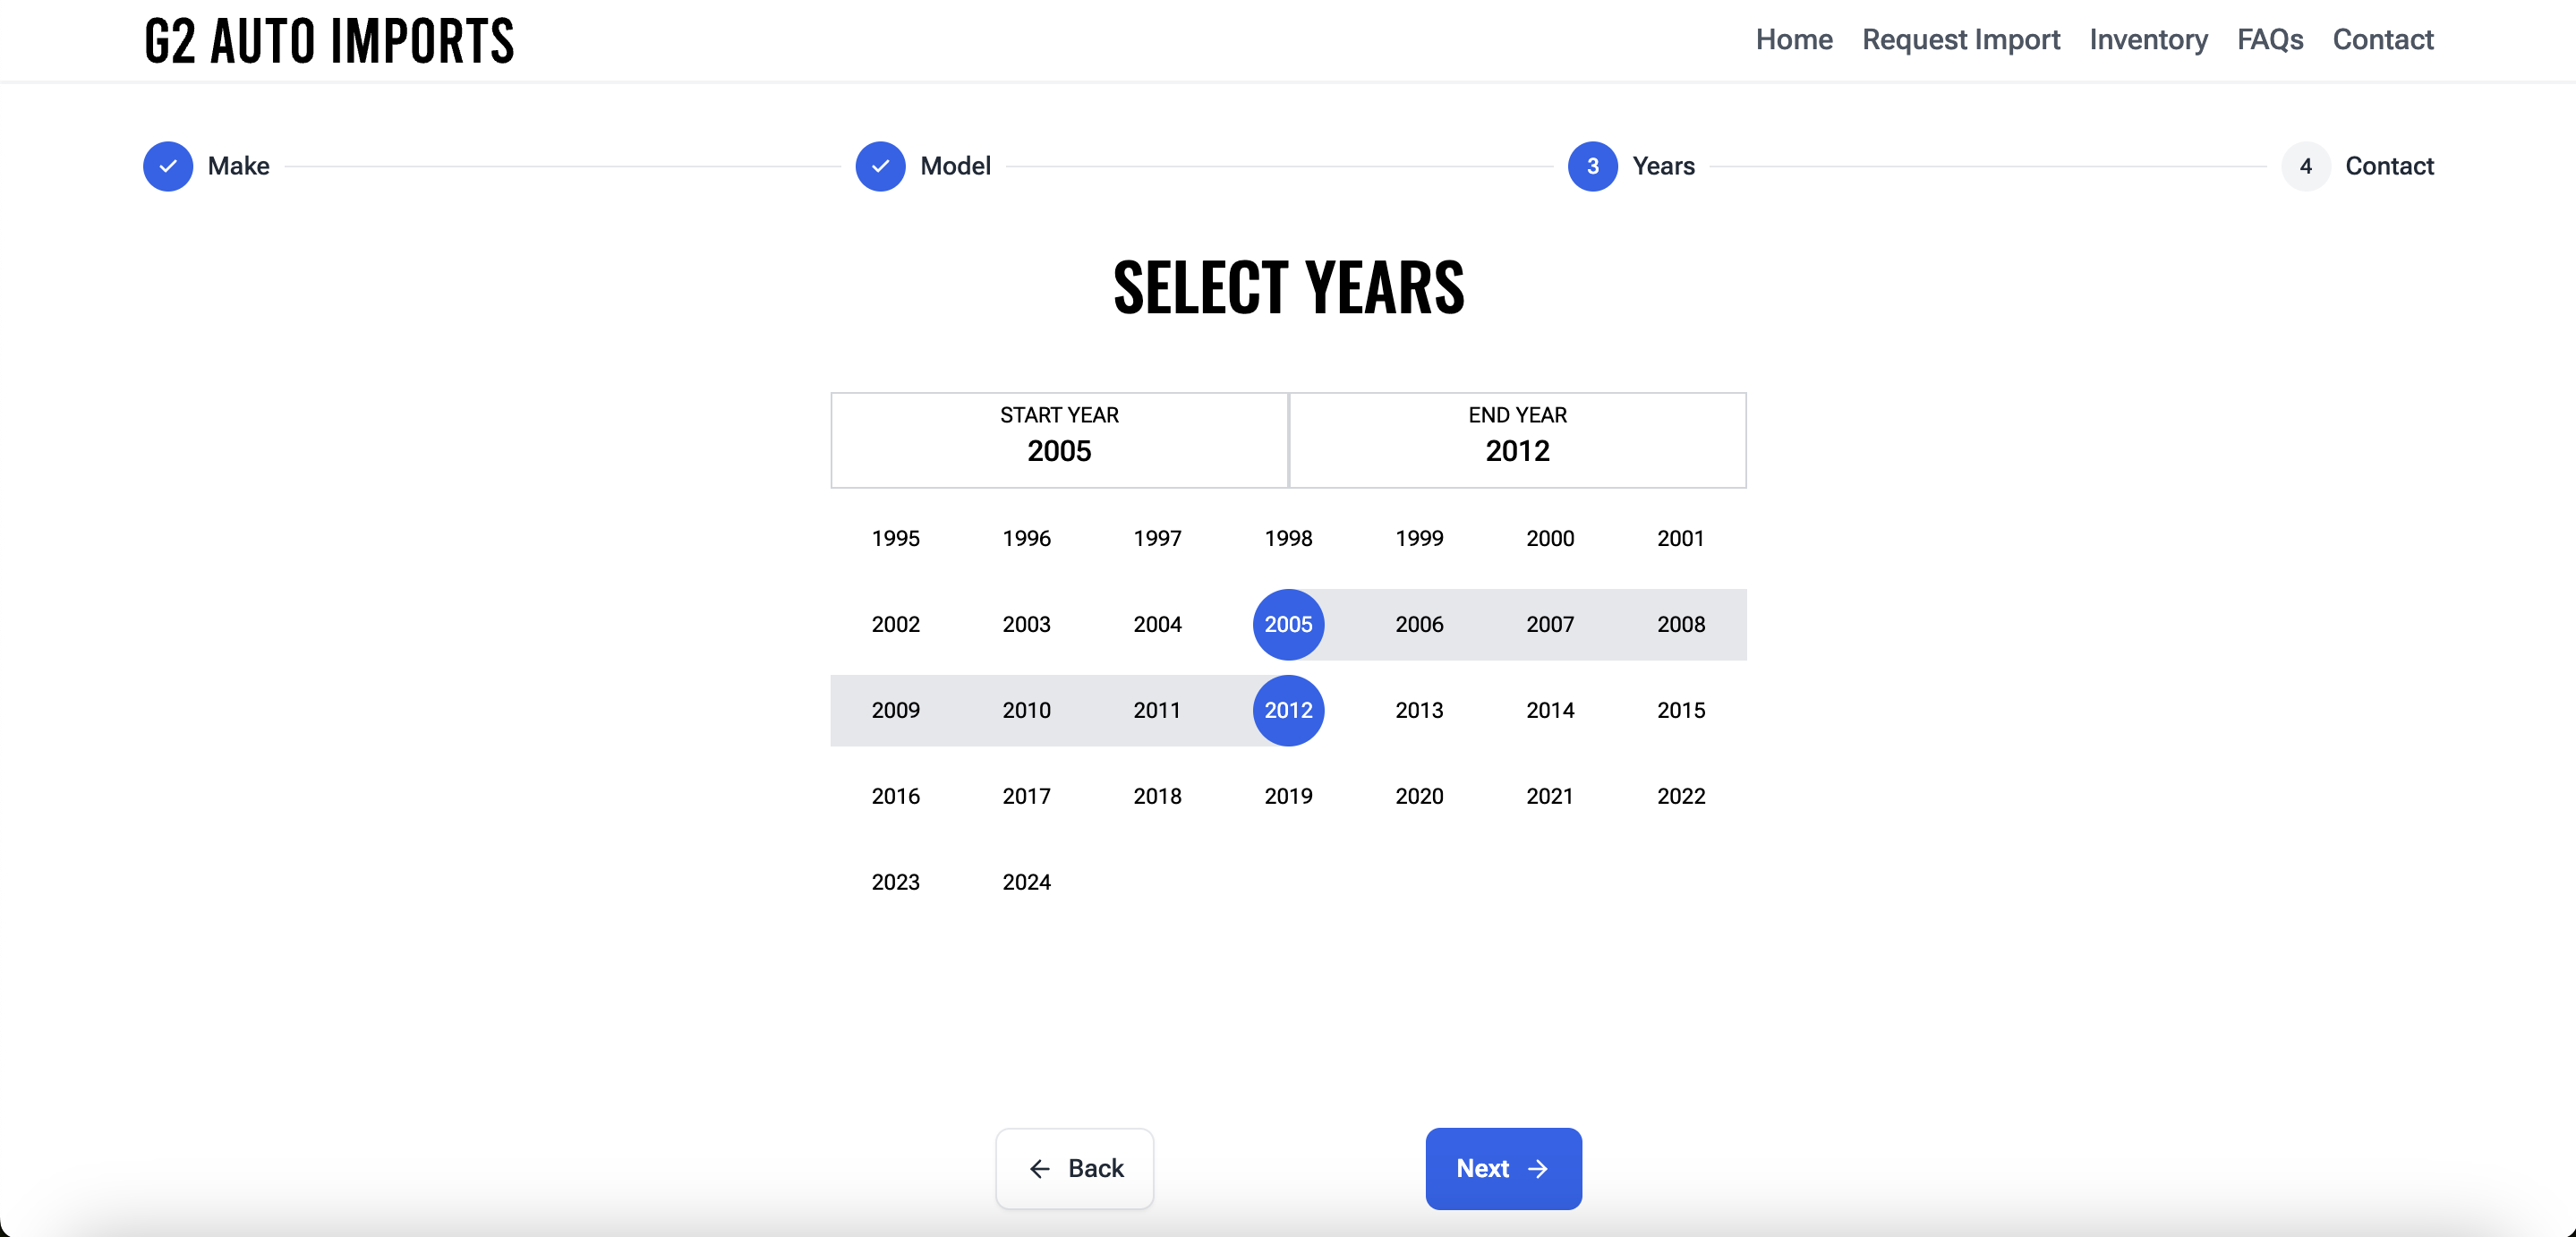 G2 AUTO IMPORTS
Home Request Import Inventory FAQs Contact
Make Model 3 Years 4 Contact
SELECT YEARS
START YEAR END YEAR
2005 2012
1995 1996 1997 1998 1999 2000 2001
2002 2003 2004 2005 2006 2007 2008
2009 2010 2011 2012 2013 2014 2015
2016 2017 2018 2019 2020 2021 2022
2023 2024
Back Next